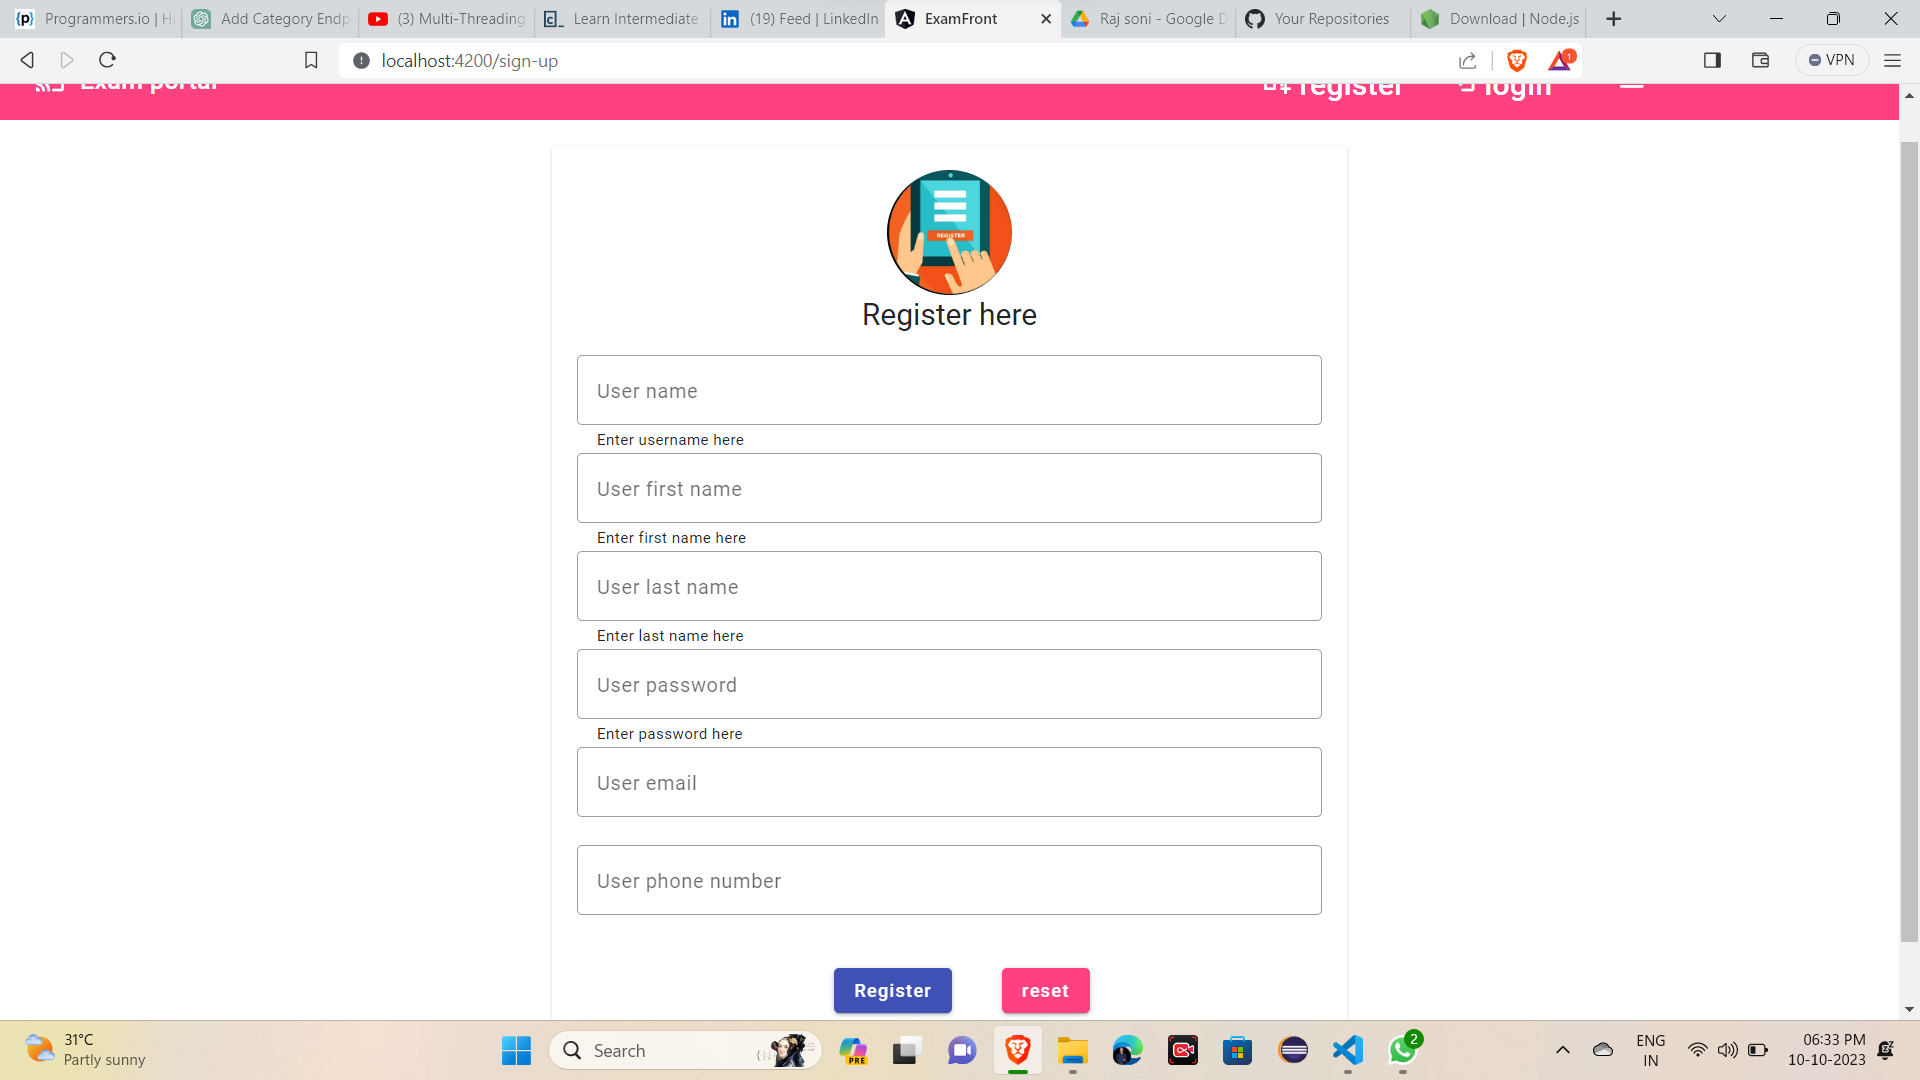 Programmers.io | Hi
Add Category Endp
(3) Multi-Threading
Learn Intermediate
(19) Feed | LinkedIn
ExamFront
Raj soni - Google D
Your Repositories
Download | Node.js
localhost:4200/sign-up
1
VPN
Exam portal
register
login
REGISTER
Register here
User name
Enter username here
User first name
Enter first name here
User last name
Enter last name here
User password
Enter password here
User email
User phone number
Register
reset
31°C
Partly sunny
Search
PRE
2
ENG
IN
06:33 PM
10-10-2023